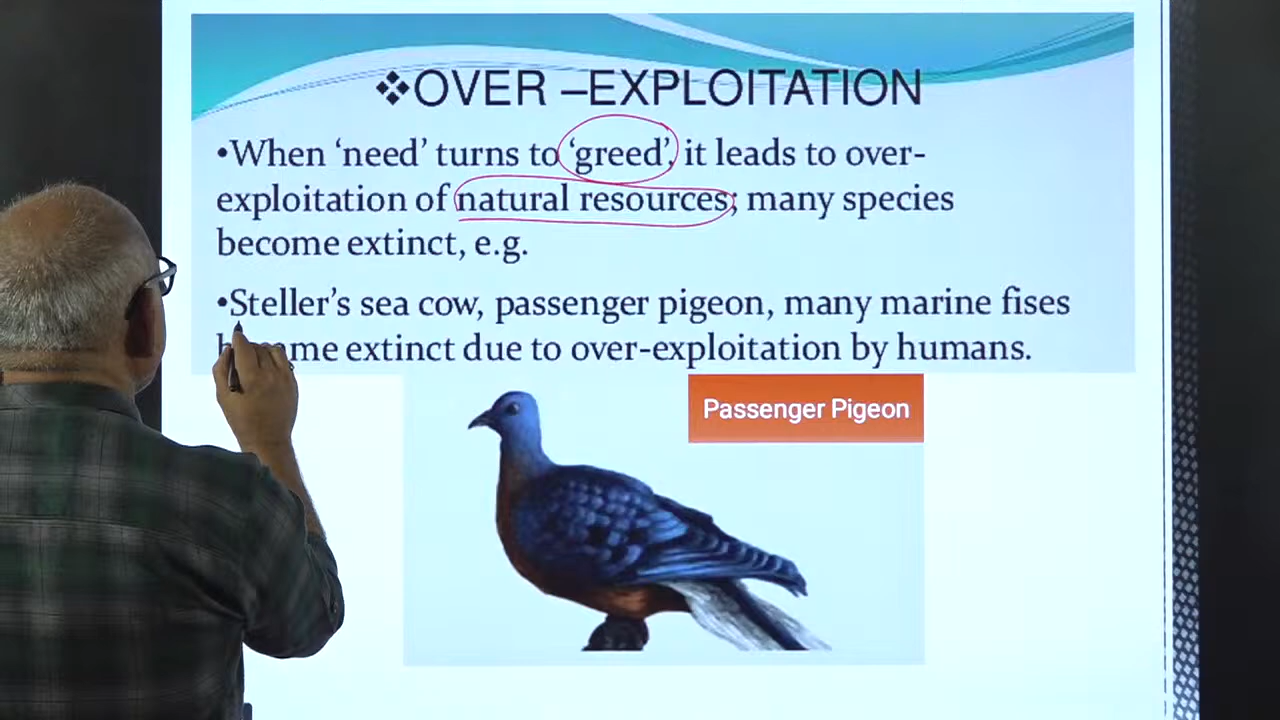 ❖OVER –EXPLOITATION
•When ‘need’ turns to ‘greed’, it leads to over-
exploitation of natural resources; many species
become extinct, e.g.
•Steller’s sea cow, passenger pigeon, many marine fises
extinct due to over-exploitation by humans.
Passenger Pigeon